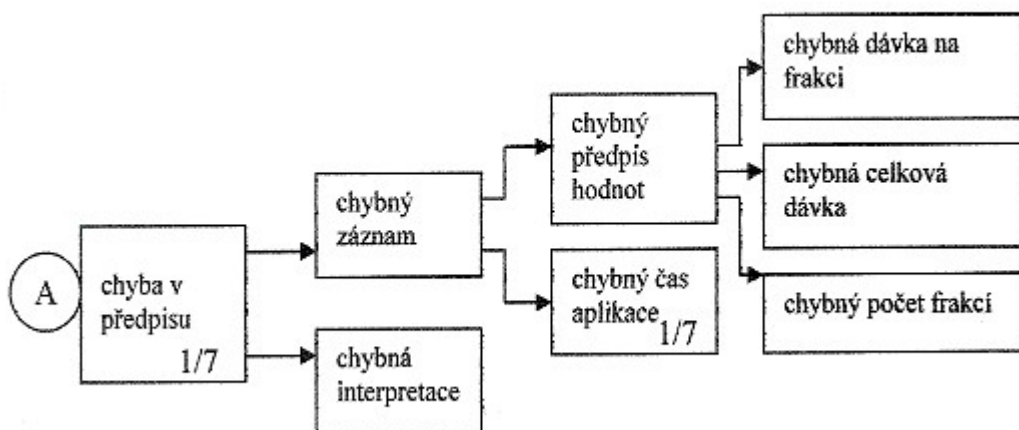 A
chyba v
předpisu
1/7
chybný
záznam
chybná
interpretace
chybný
předpis
hodnot
chybný čas
aplikace
1/7
chybná dávka na
frakci
chybná celková
dávka
chybný počet frakcí